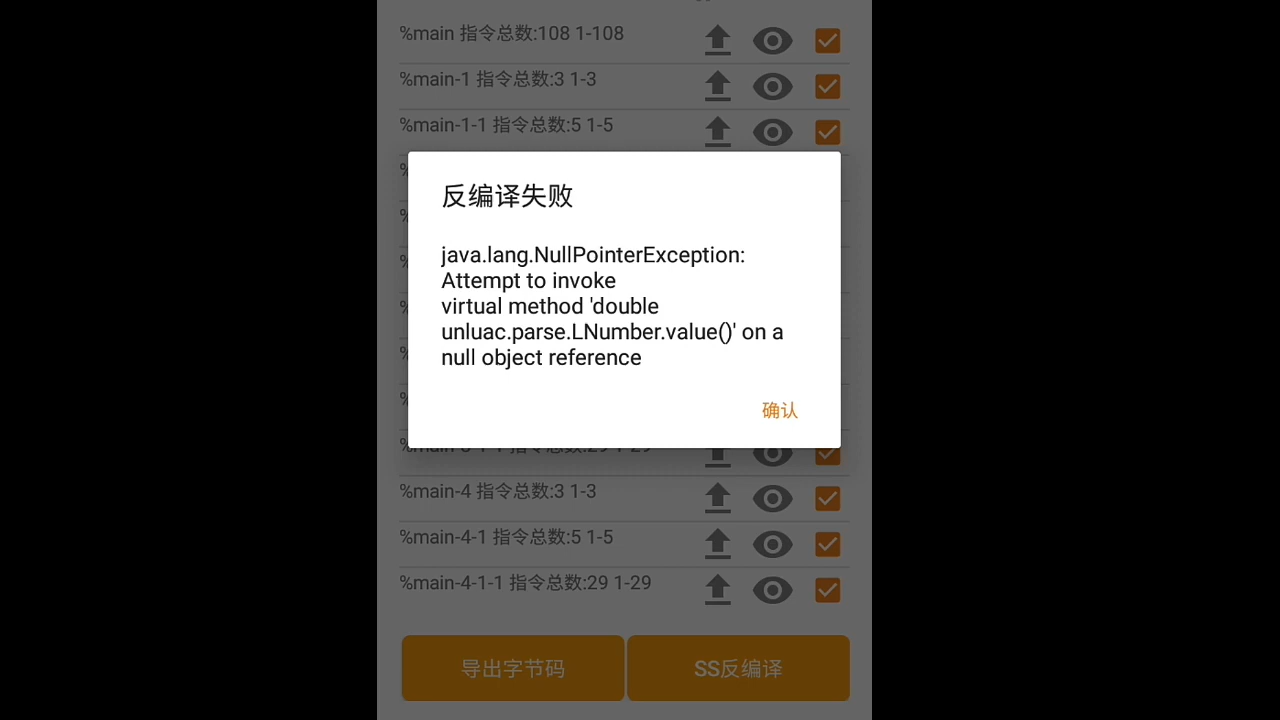 %main 指令总数:108 1-108
%main-1 指令总数:3 1-3
%main-1-1 指令总数:5 1-5
反编译失败
java.lang.NullPointerException:
Attempt to invoke
virtual method 'double
unluac.parse.LNumber.value()' on a
null object reference
确认
%main-4 指令总数:3 1-3
%main-4-1 指令总数:5 1-5
%main-4-1-1 指令总数:29 1-29
导出字节码
SS反编译